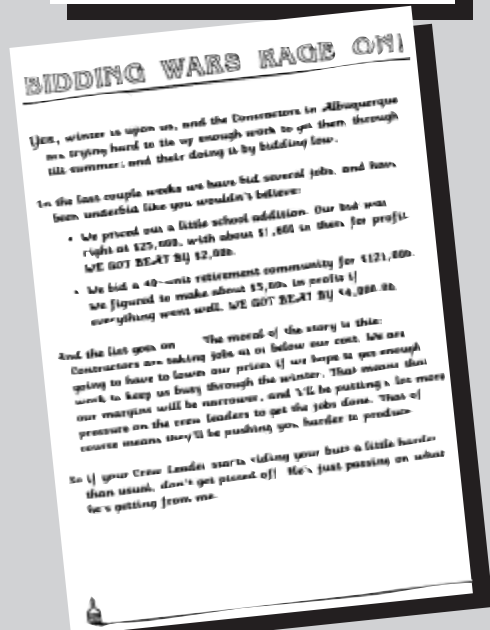 BIDDING WARS RAGE ON!
Yes, winter is upon us, and the Contractors in Albuquerque
are trying hard to tie up enough work to get them through
till summer; and their doing it by bidding low.
In the last couple weeks we have bid several jobs, and have
been underbid like you wouldn't believe:
• We priced out a little school addition. Our bid was
right at $25,000, with about $1,800 in there for profit
WE GOT BEAT BY $2,000.
• We bid a 40-unit retirement community for $121,000.
We figured to make about $5,000 in profits if
everything went well. WE GOT BEAT BY $4,000.00.
And the list goes on The moral of the story is this:
Contractors are taking jobs at or below our cost. We are
going to have to lower our prices if we hope to get enough
work to keep us busy through the winter. That means that
our margins will be narrower, and I'll be putting a lot more
pressure on the crew leaders to get the jobs done. That of
course means they'll be pushing you harder to produce
So if your Crew Leader starts riding your butt a little harder
than usual, don't get pissed off He's just passing on what
he's getting from me.